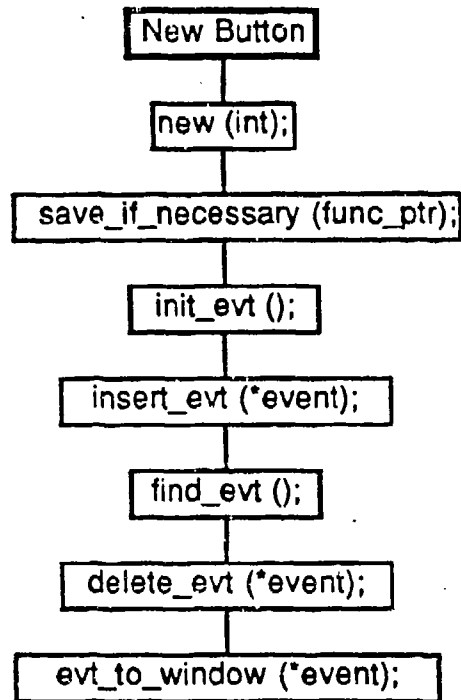 New Button
new (int);
save_if_necessary (func_ptr);
init_evt ();
insert_evt (*event);
find_evt ();
delete_evt (*event);
evt_to_window (*event);